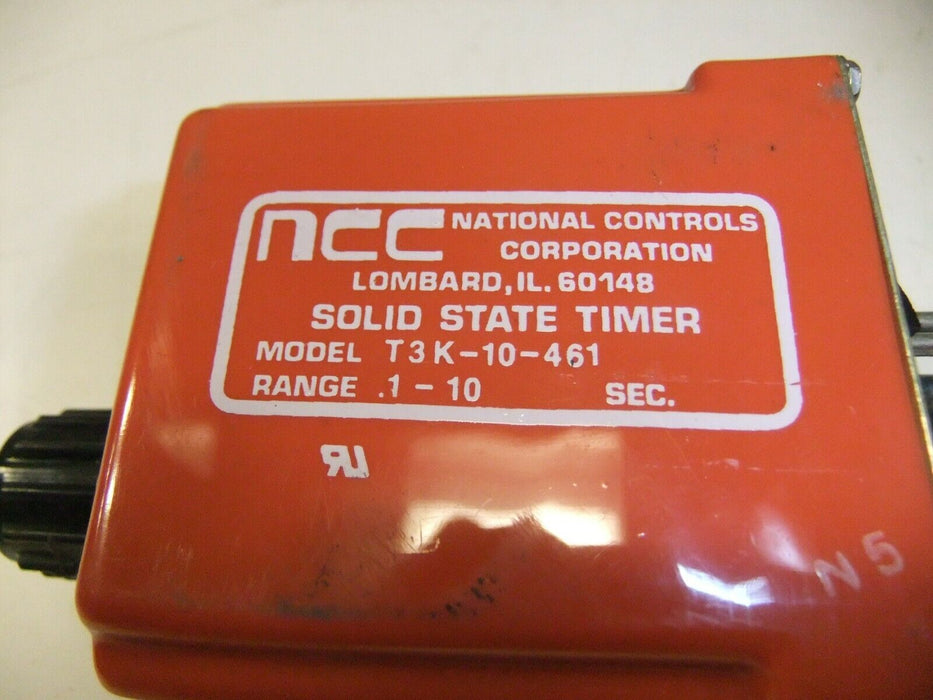 ncc NATIONAL CONTROLS
CORPORATION
LOMBARD, IL. 60148
SOLID STATE TIMER
MODEL T3K-10-461
RANGE .1 - 10 SEC.
RU
N5